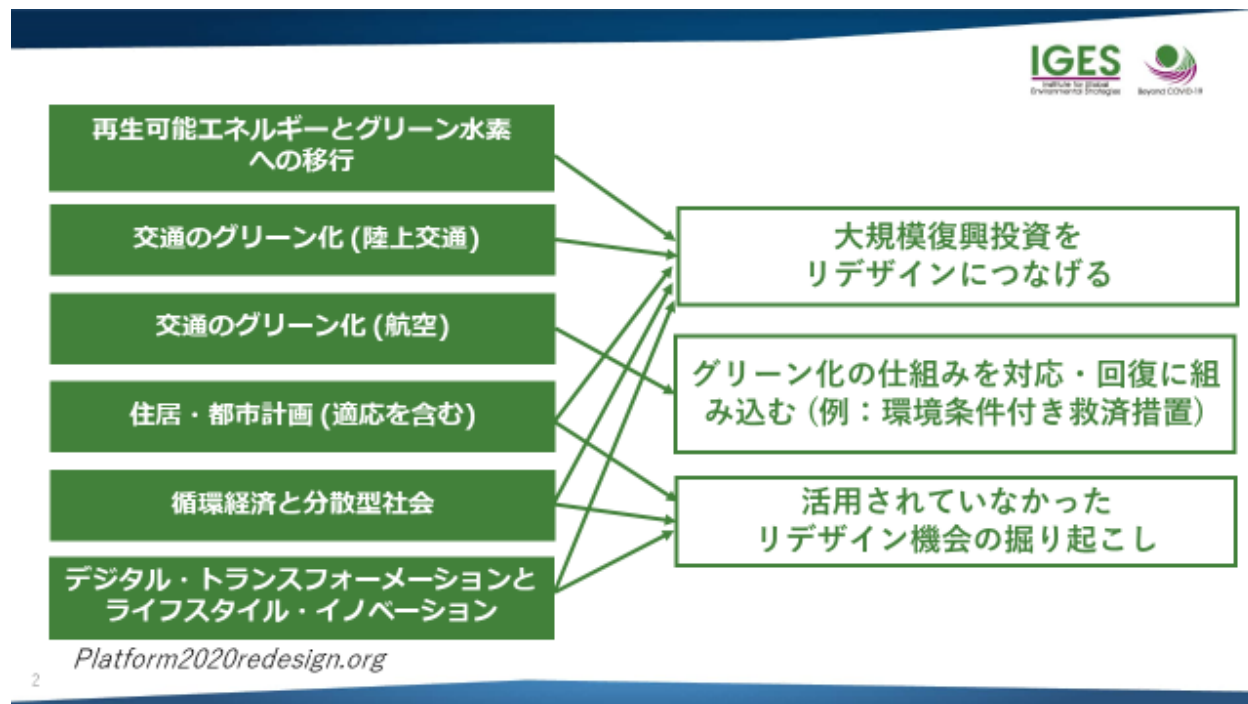 IGES
Institute for Global
Environmental Strategies
Beyond COVID-19
再生可能エネルギーとグリーン水素
への移行
交通のグリーン化 (陸上交通)
交通のグリーン化 (航空)
住居・都市計画 (適応を含む)
循環経済と分散型社会
デジタル・トランスフォーメーションと
ライフスタイル・イノベーション
大規模復興投資を
リデザインにつなげる
グリーン化の仕組みを対応・回復に組
み込む (例：環境条件付き救済措置)
活用されていなかった
リデザイン機会の掘り起こし
Platform2020redesign.org
2